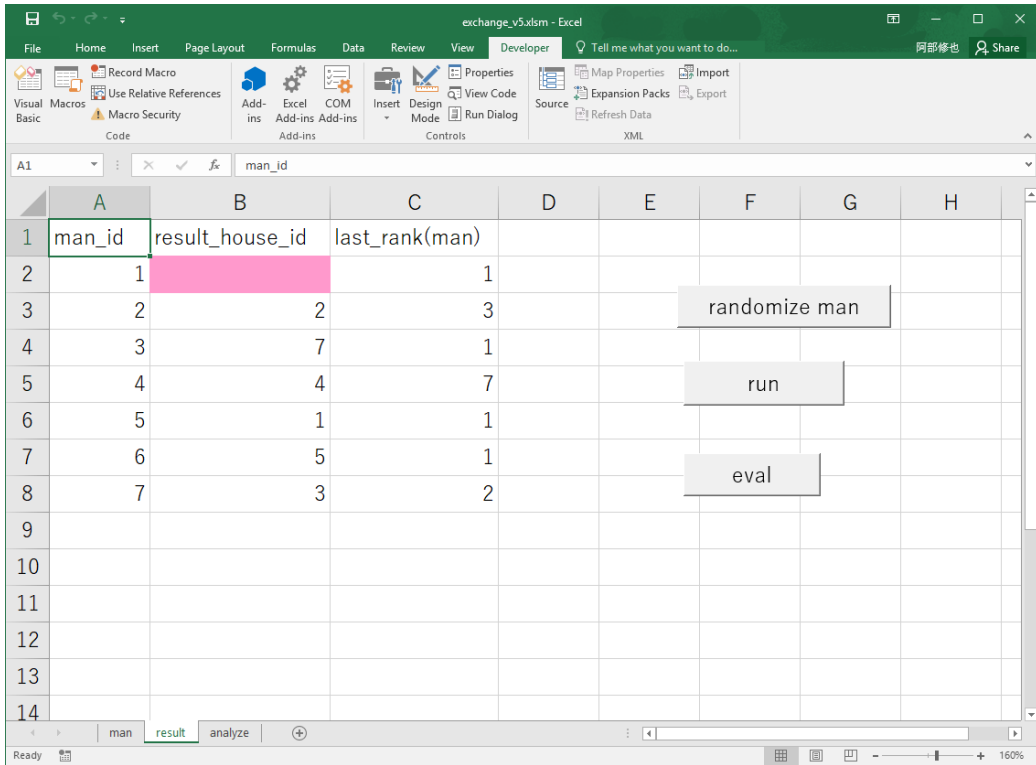 exchange_v5.xlsm - Excel
File Home Insert Page Layout Formulas Data Review View Developer Tell me what you want to do... 阿部修也 Share
Visual Basic
Macros
Record Macro
Use Relative References
Macro Security
Code
Add-ins
Excel Add-ins
COM Add-ins
Add-ins
Insert
Design Mode
Properties
View Code
Run Dialog
Controls
Source
Map Properties
Expansion Packs
Refresh Data
Import
Export
XML
A1 fx man_id
A B C D E F G H
1 man_id result_house_id last_rank(man)
2 1 1
3 2 2 3
randomize man
4 3 7 1
5 4 4 7
run
6 5 1 1
7 6 5 1
eval
8 7 3 2
9
10
11
12
13
14
man result analyze
Ready 160%